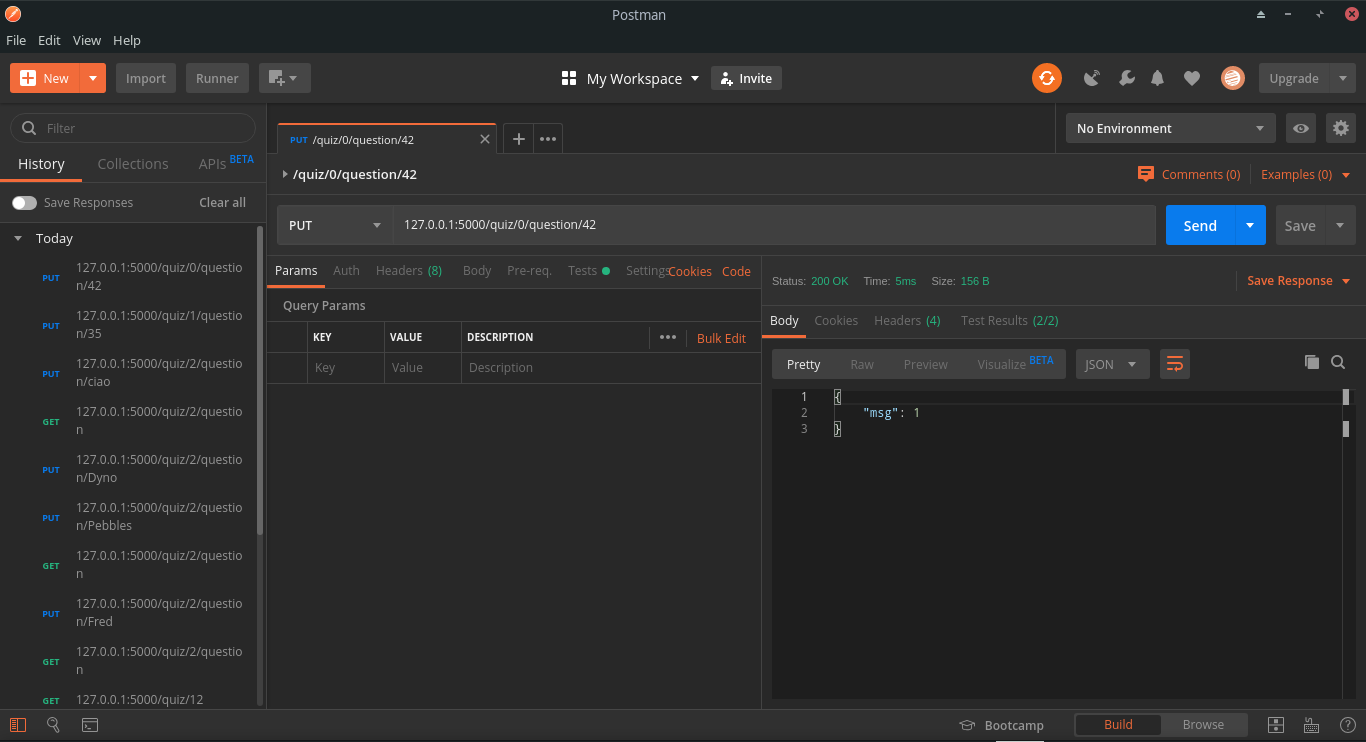 Postman
File Edit View Help
New Import Runner My Workspace Invite Upgrade
Filter
History Collections APIs BETA
Save Responses Clear all
Today
PUT 127.0.0.1:5000/quiz/0/questio
n/42
PUT 127.0.0.1:5000/quiz/1/questio
n/35
PUT 127.0.0.1:5000/quiz/2/questio
n/ciao
GET 127.0.0.1:5000/quiz/2/questio
n
PUT 127.0.0.1:5000/quiz/2/questio
n/Dyno
PUT 127.0.0.1:5000/quiz/2/questio
n/Pebbles
GET 127.0.0.1:5000/quiz/2/questio
n
PUT 127.0.0.1:5000/quiz/2/questio
n/Fred
GET 127.0.0.1:5000/quiz/2/questio
n
GET 127.0.0.1:5000/quiz/12
PUT /quiz/0/question/42
No Environment
/quiz/0/question/42
Comments (0) Examples (0)
PUT 127.0.0.1:5000/quiz/0/question/42 Send Save
Params Auth Headers (8) Body Pre-req. Tests Settings Cookies Code
Query Params
KEY VALUE DESCRIPTION Bulk Edit
Key Value Description
Status: 200 OK Time: 5ms Size: 156 B Save Response
Body Cookies Headers (4) Test Results (2/2)
Pretty Raw Preview Visualize BETA JSON
1 {
2 "msg": 1
3 }
Bootcamp Build Browse